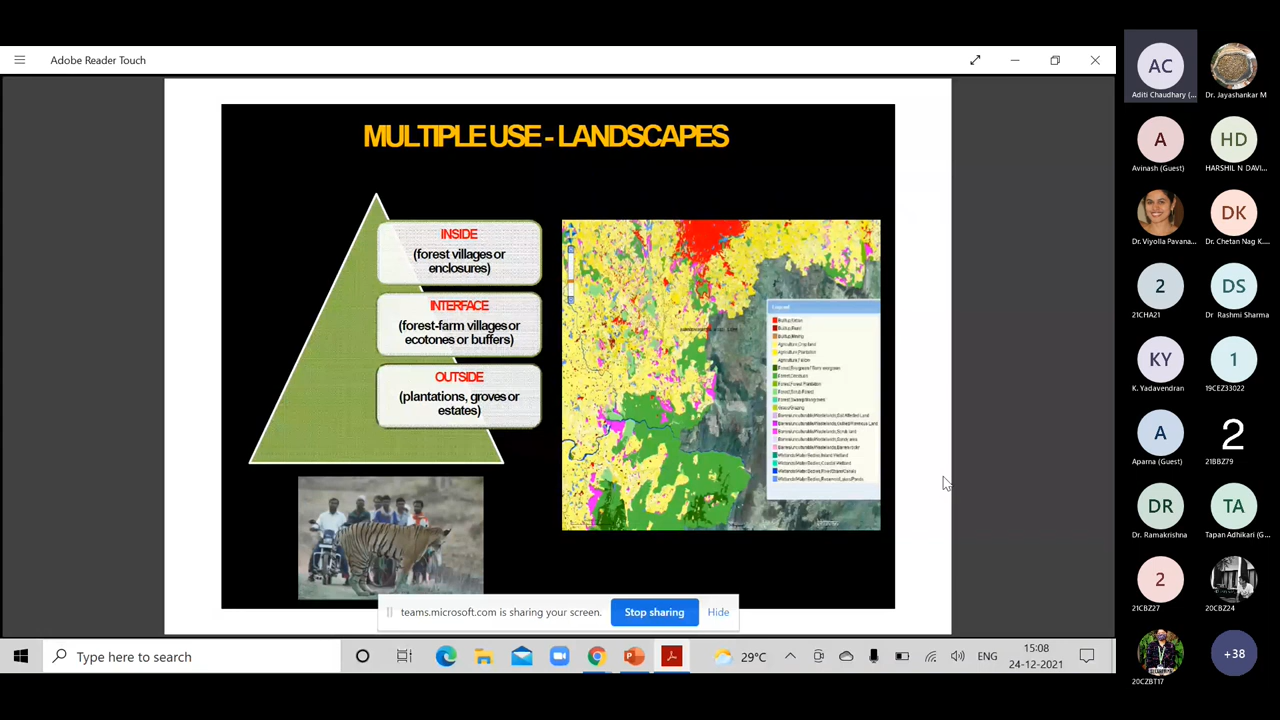 Adobe Reader Touch
MULTIPLE USE - LANDSCAPES
INSIDE
(forest villages or
enclosures)
INTERFACE
(forest-farm villages or
ecotones or buffers)
OUTSIDE
(plantations, groves or
estates)
Legend
teams.microsoft.com is sharing your screen.
Stop sharing
Hide
Type here to search
29°C
ENG
15:08
24-12-2021
AC
Aditi Chaudhary (...
Dr. Jayashankar M
A
Avinash (Guest)
HD
HARSHIL N DAVI...
Dr. Viyolla Pavana...
DK
Dr. Chetan Nag K...
2
21CHA21
DS
Dr Rashmi Sharma
KY
K. Yadavendran
1
19CEZ33022
A
Aparna (Guest)
2
21BBZ79
DR
Dr. Ramakrishna
TA
Tapan Adhikari (G...
2
21CBZ27
20CBZ24
20CZBT17
+38